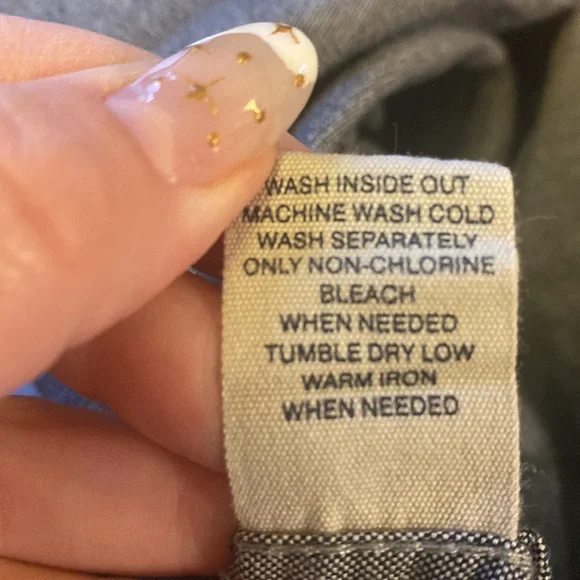 WASH INSIDE OUT
MACHINE WASH COLD
WASH SEPARATELY
ONLY NON-CHLORINE
BLEACH
WHEN NEEDED
TUMBLE DRY LOW
WARM IRON
WHEN NEEDED